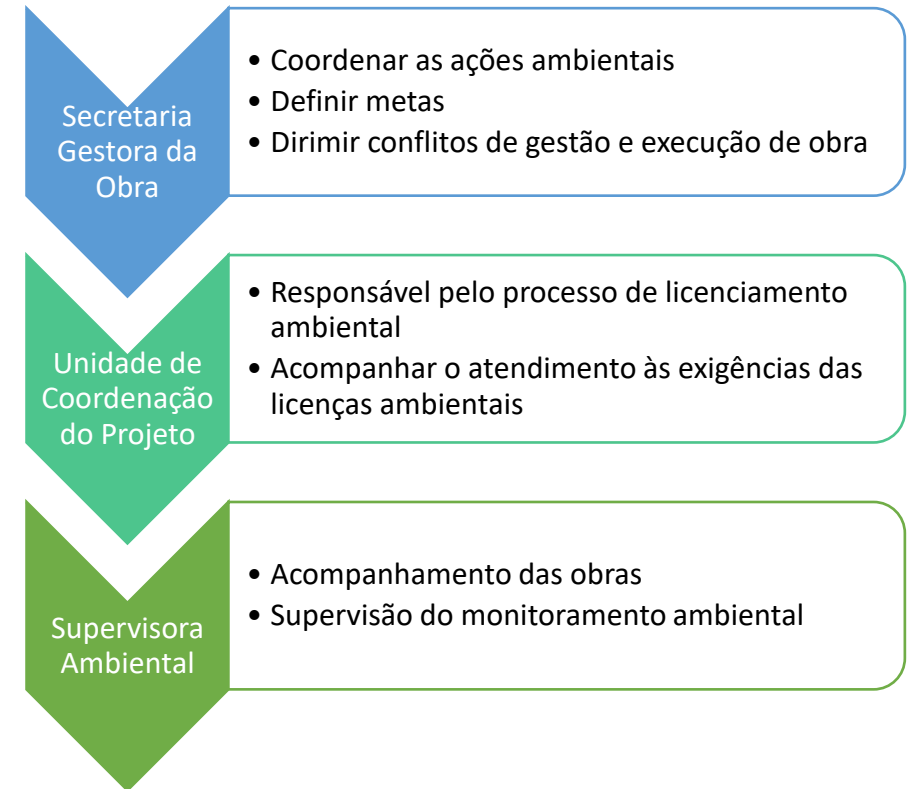 Secretaria
Gestora da
Obra
• Coordenar as ações ambientais
• Definir metas
• Dirimir conflitos de gestão e execução de obra
Unidade de
Coordenação
do Projeto
• Responsável pelo processo de licenciamento
ambiental
• Acompanhar o atendimento às exigências das
licenças ambientais
Supervisora
Ambiental
• Acompanhamento das obras
• Supervisão do monitoramento ambiental